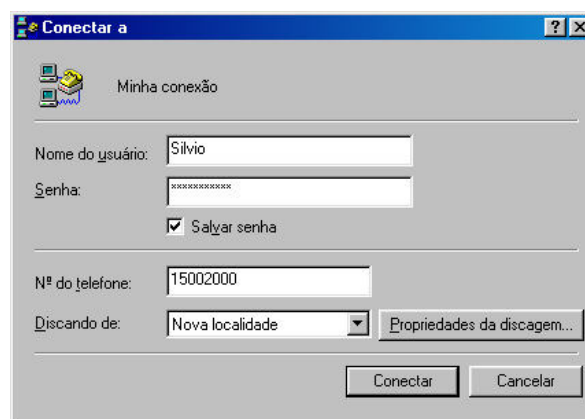 Conectar a
Minha conexão
Nome do usuário: Silvio
Senha: ***********
Salvar senha
Nº do telefone: 15002000
Discando de: Nova localidade Propriedades da discagem...
Conectar Cancelar